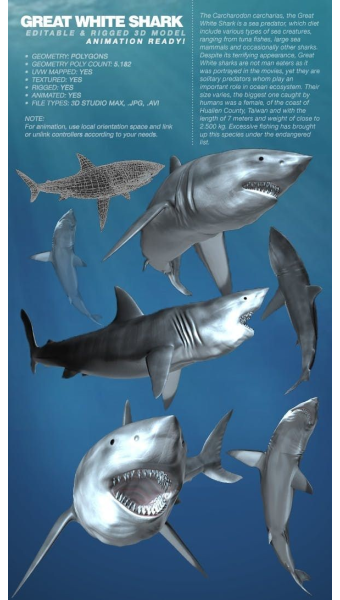 GREAT WHITE SHARK
EDITABLE & RIGGED 3D MODEL
ANIMATION READY!
• GEOMETRY: POLYGONS
• GEOMETRY POLY COUNT: 5.182
• UVW MAPPED: YES
• TEXTURED: YES
• RIGGED: YES
• ANIMATED: YES
• FILE TYPES: 3D STUDIO MAX, .JPG, .AVI
NOTE:
For animation, use local orientation space and link
or unlink controllers according to your needs.
The Carcharodon carcharias, the Great
White Shark is a sea predator, which diet
include various types of sea creatures,
ranging from tuna fishes, large sea
mammals and occasionally other sharks.
Despite its terrifying appearance, Great
White sharks are not man eaters as it
was portrayed in the movies, yet they are
solitary predators whom play an
important role in ocean ecosystem. Their
size varies, the biggest one caught by
humans was a female, of the coast of
Hualien County, Taiwan and with the
length of 7 meters and weight of close to
2.500 kg. Excessive fishing has brought
up this species under the endangered
list.